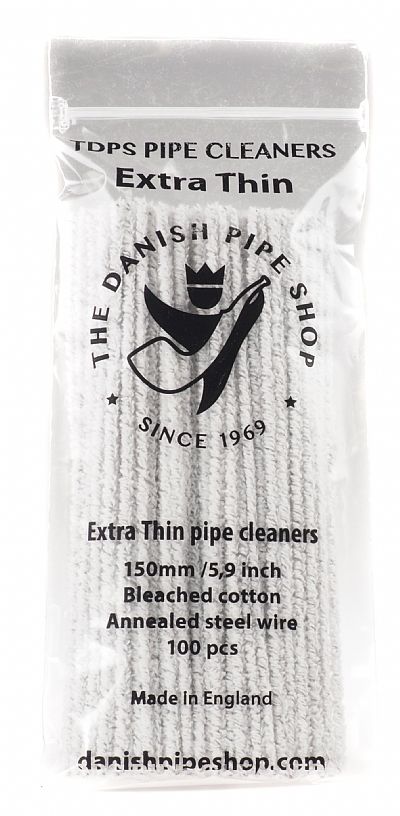 TDPS PIPE CLEANERS
Extra Thin
THE DANISH PIPE SHOP
SINCE 1969
Extra Thin pipe cleaners
150mm /5,9 inch
Bleached cotton
Annealed steel wire
100 pcs
Made in England
danishpipeshop.com